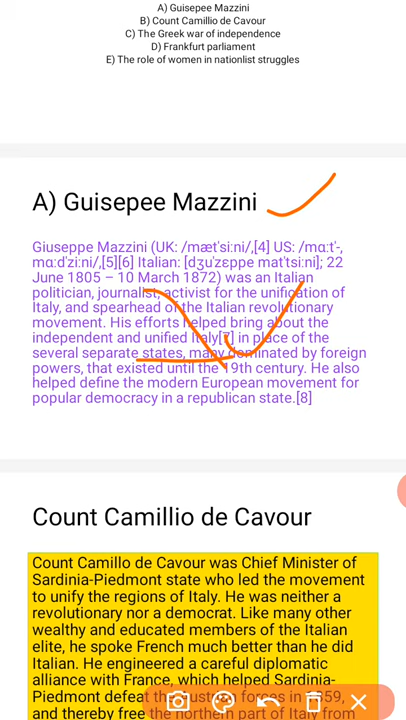 A) Guisepee Mazzini
B) Count Camillio de Cavour
C) The Greek war of independence
D) Frankfurt parliament
E) The role of women in nationlist struggles
A) Guisepee Mazzini
Giuseppe Mazzini (UK: /mætˈsiːni/,[4] US: /mɑːtˈ-,
mɑːdˈziːni/,[5][6] Italian: [dʒuˈzɛppe matˈtsiːni]; 22
June 1805 – 10 March 1872) was an Italian
politician, journalist, activist for the unification of
Italy, and spearhead of the Italian revolutionary
movement. His efforts helped bring about the
independent and unified Italy[7] in place of the
several separate states, many dominated by foreign
powers, that existed until the 19th century. He also
helped define the modern European movement for
popular democracy in a republican state.[8]
Count Camillio de Cavour
Count Camillo de Cavour was Chief Minister of
Sardinia-Piedmont state who led the movement
to unify the regions of Italy. He was neither a
revolutionary nor a democrat. Like many other
wealthy and educated members of the Italian
elite, he spoke French much better than he did
Italian. He engineered a careful diplomatic
alliance with France, which helped Sardinia-
Piedmont defeat the Austrian forces in 1859,
and thereby free the northern part of Italy from